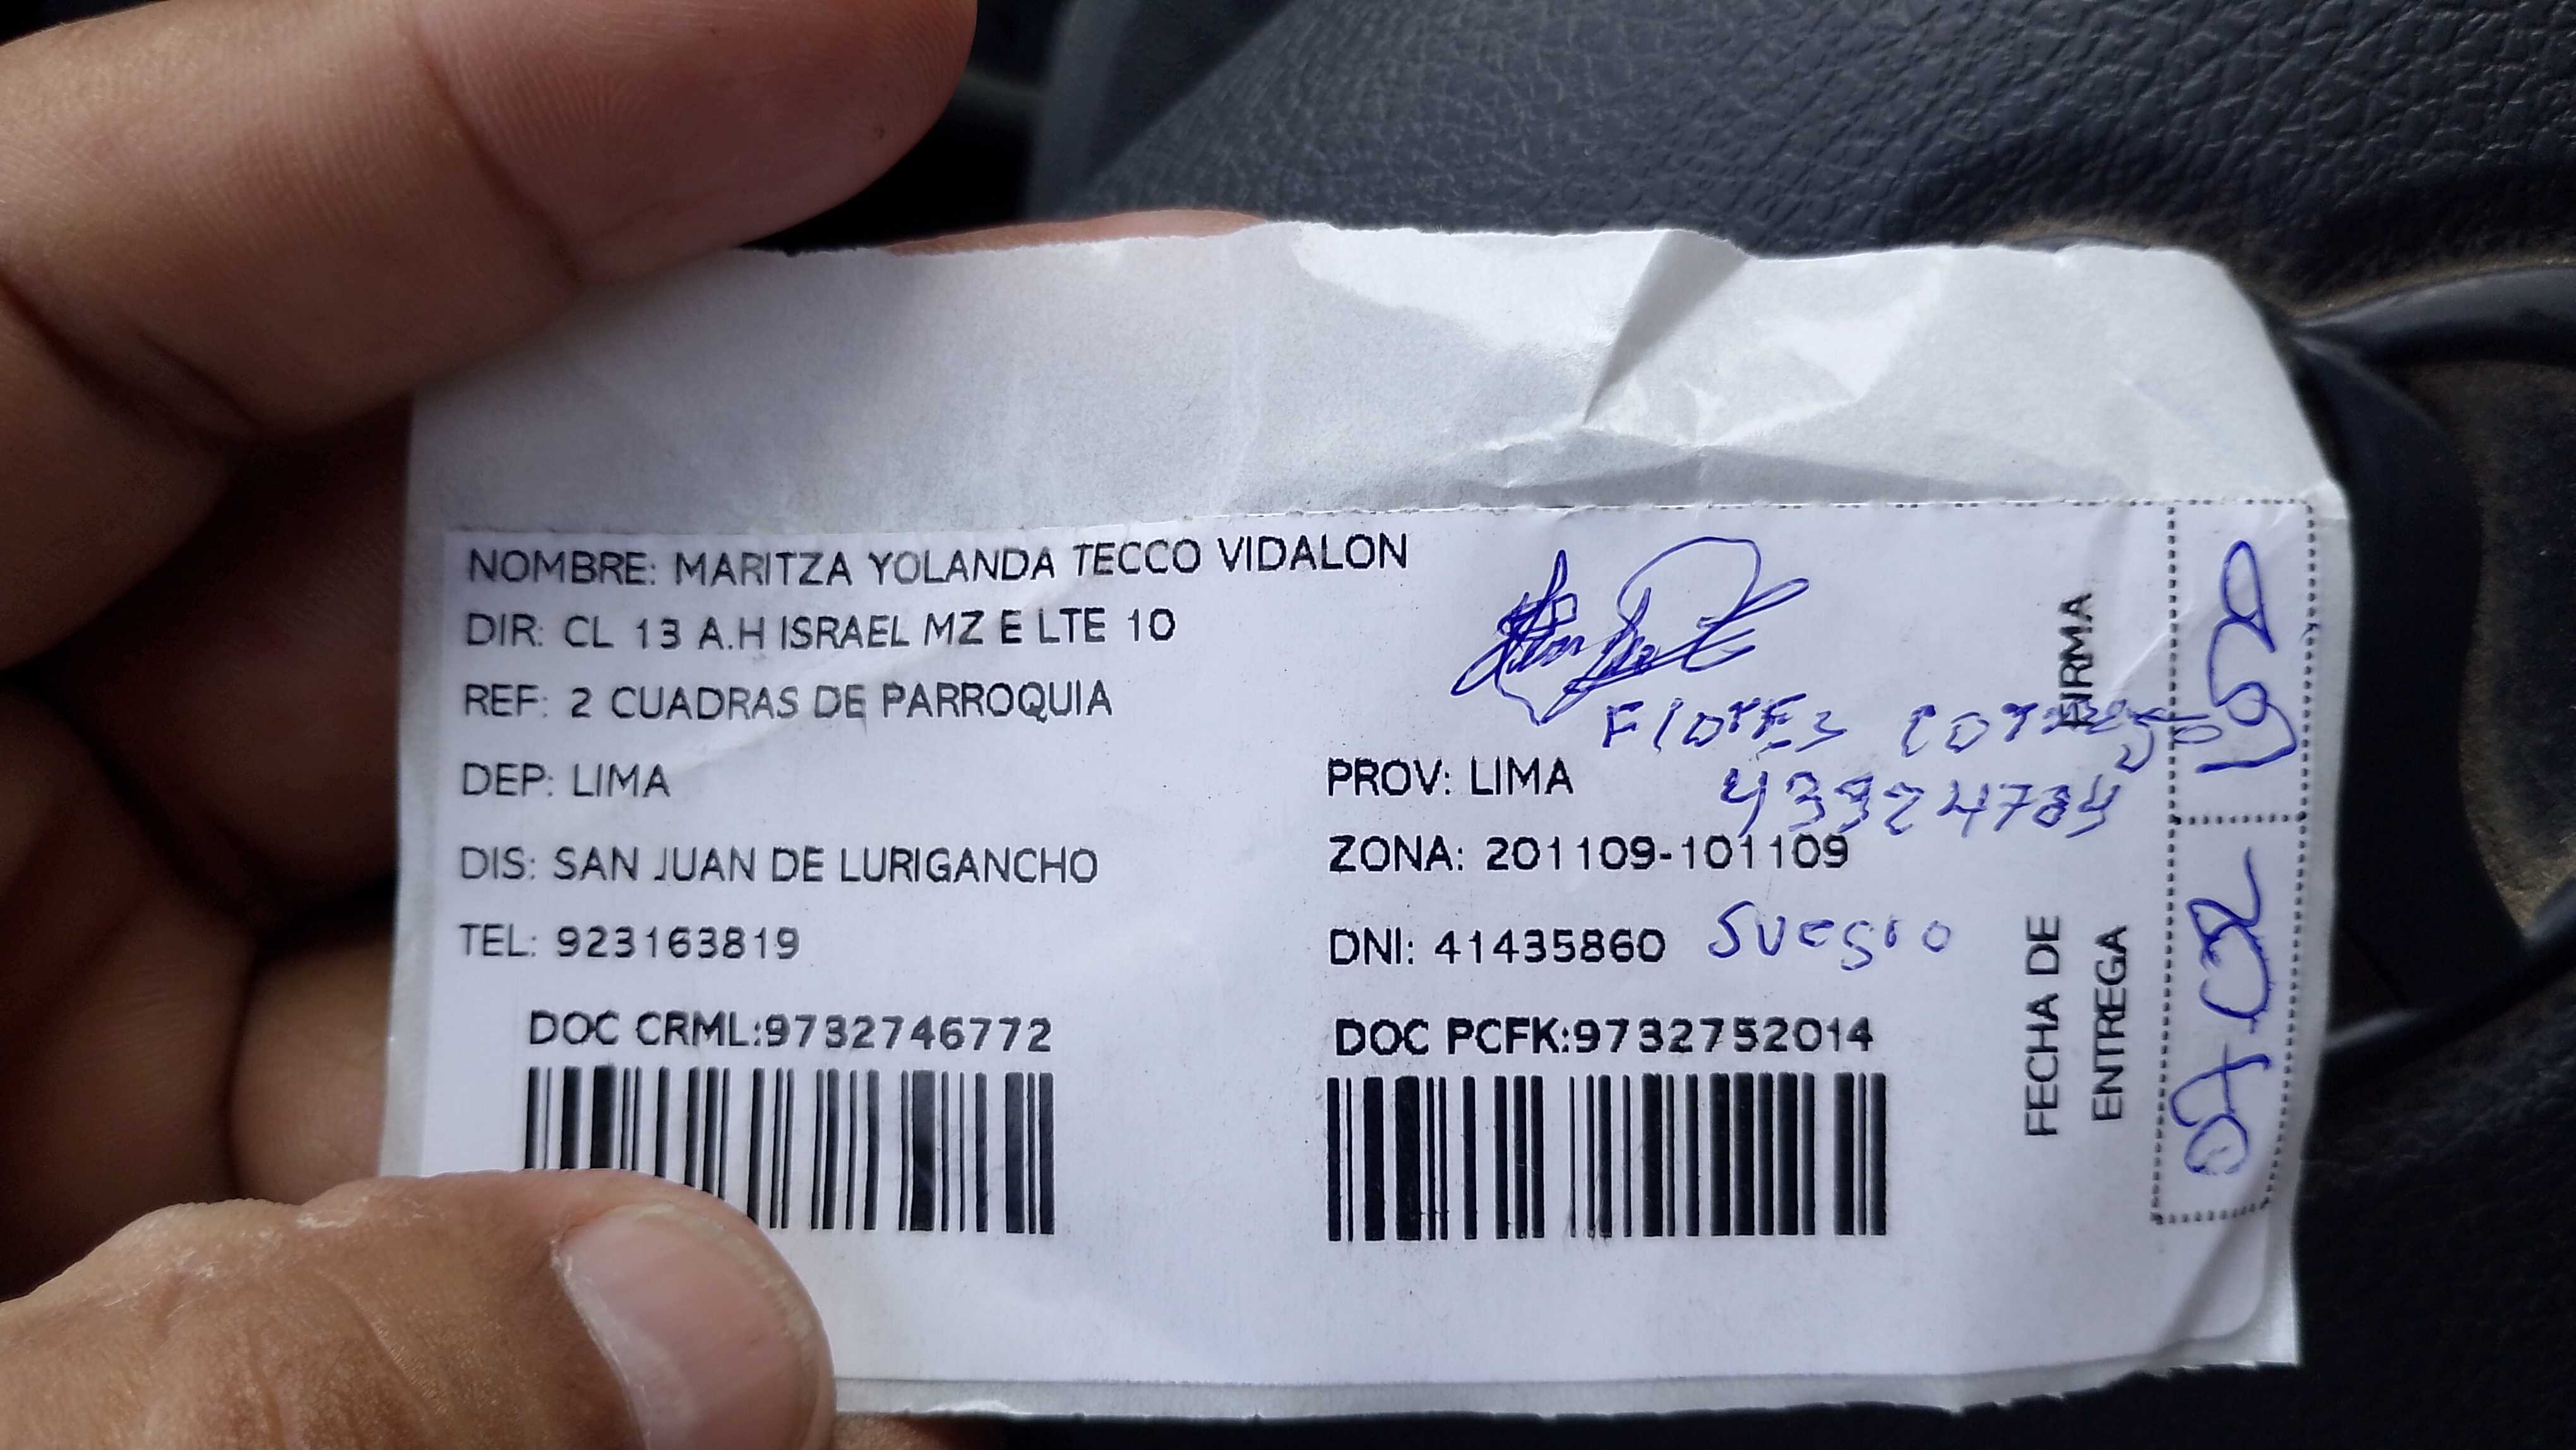 NOMBRE: MARITZA YOLANDA TECCO VIDALON
DIR: CL 13 A.H ISRAEL MZ E LTE 10
REF: 2 CUADRAS DE PARROQUIA
DEP: LIMA
PROV: LIMA
DIS: SAN JUAN DE LURIGANCHO
ZONA: 201109-101109
TEL: 923163819
DNI: 41435860
Suegro
DOC CRML:9732746772
DOC PCFK:9732752014
FIRMA
FECHA DE
ENTREGA
Flores